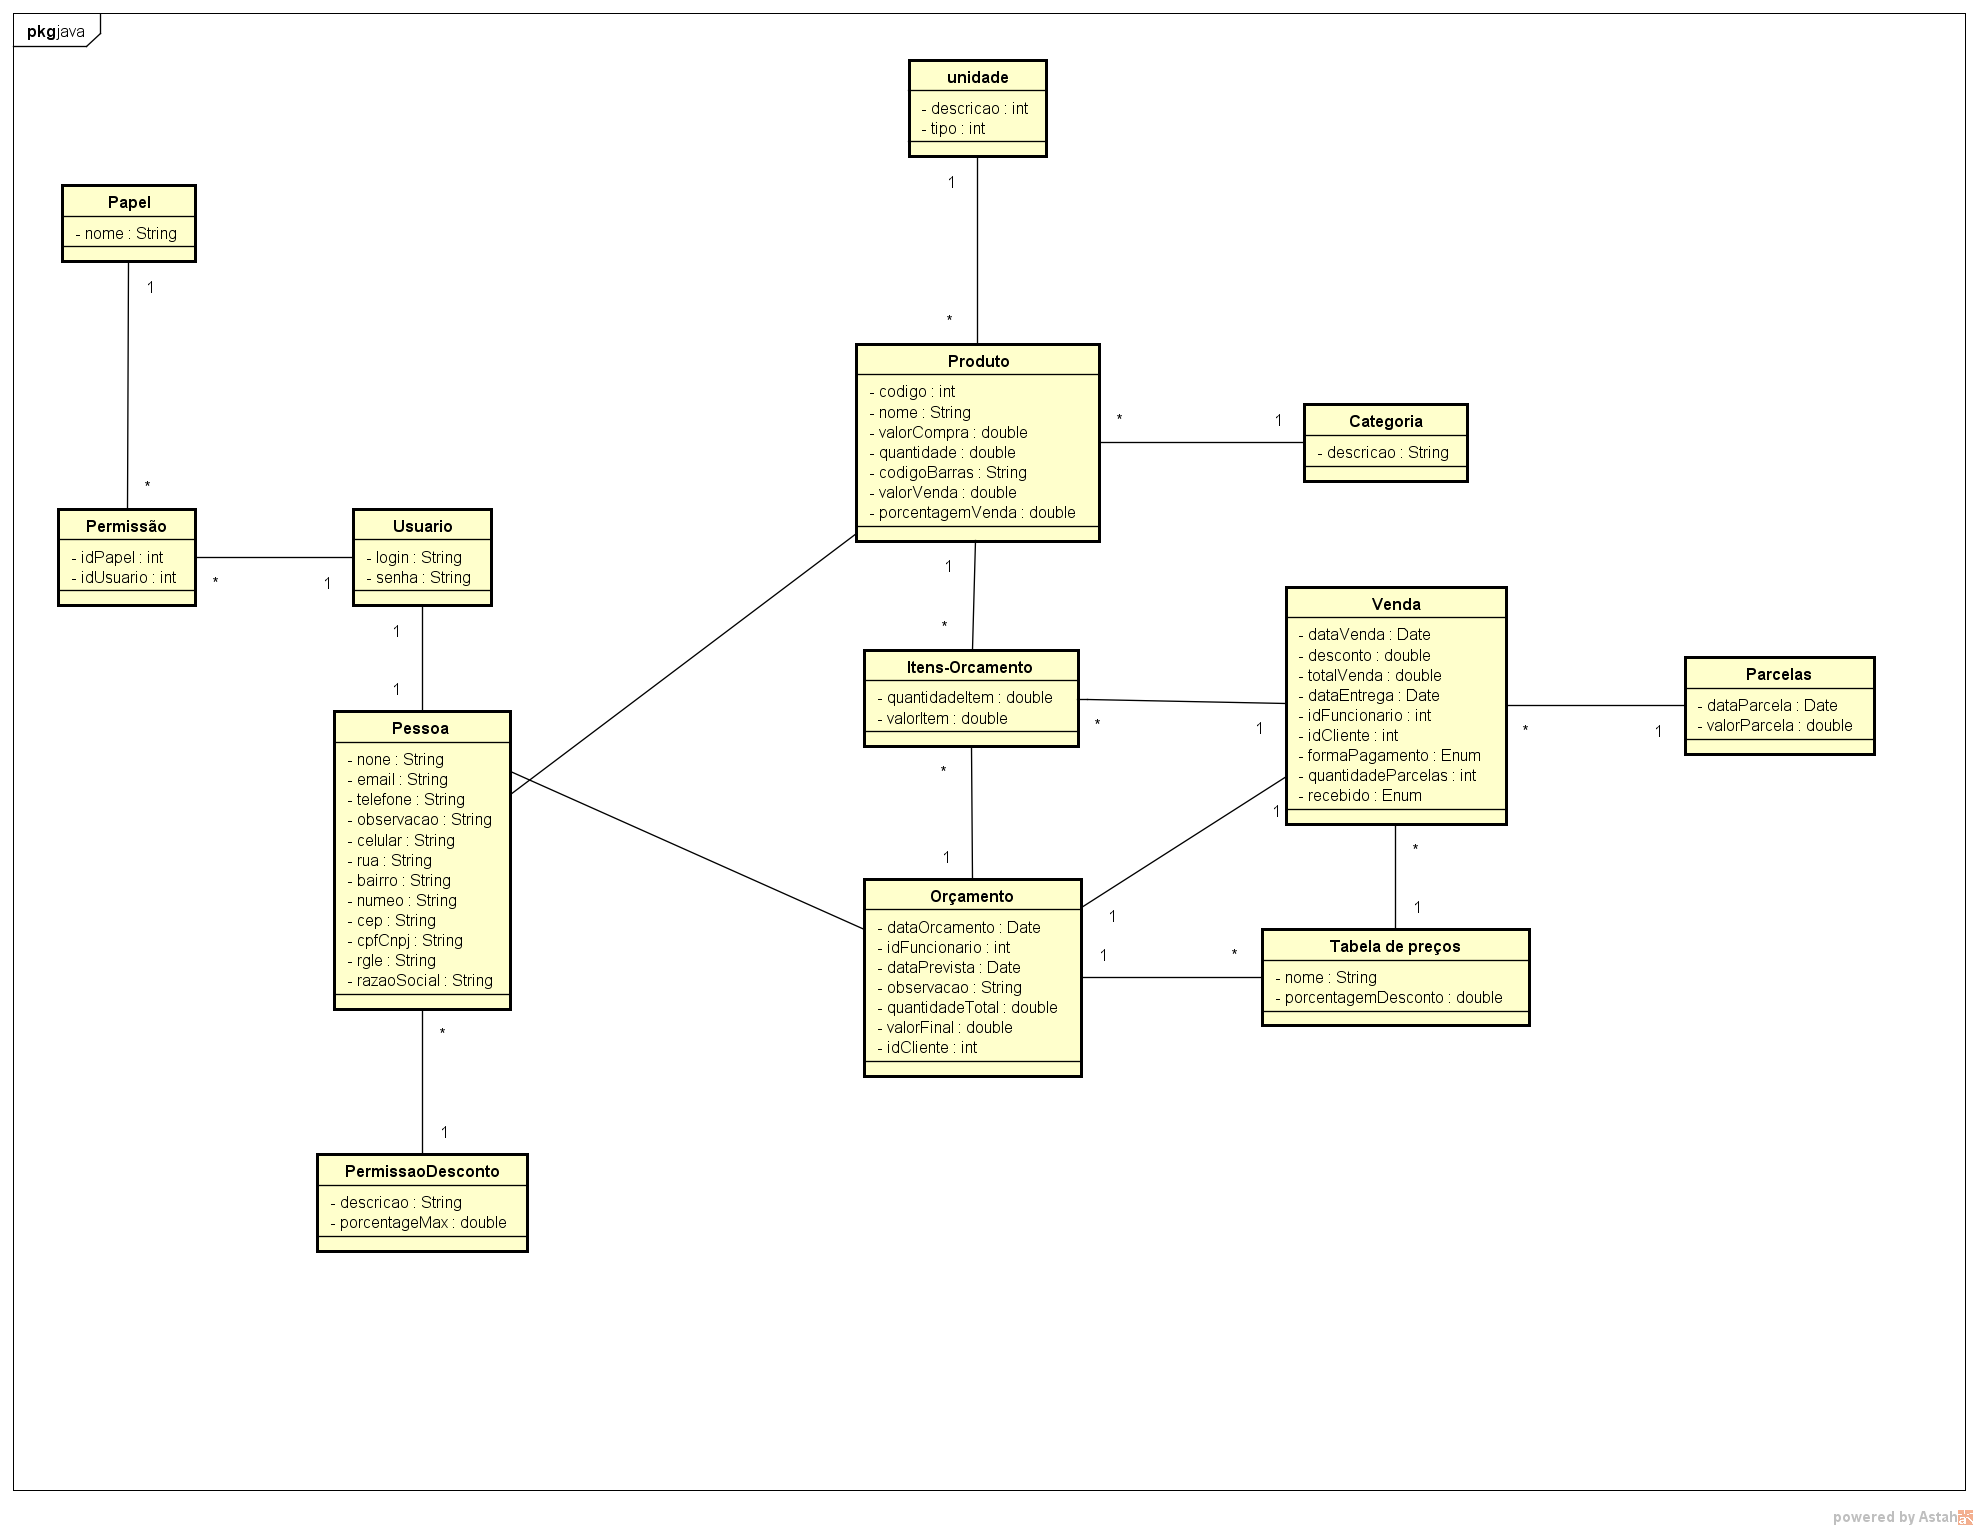 pkg java
unidade
- descricao : int
- tipo : int
1
*
Papel
- nome : String
1
*
Produto
- codigo : int
- nome : String
- valorCompra : double
- quantidade : double
- codigoBarras : String
- valorVenda : double
- porcentagemVenda : double
*
1
Categoria
- descricao : String
Permissão
- idPapel : int
- idUsuario : int
*
1
Usuario
- login : String
- senha : String
1
1
1
*
Itens-Orcamento
- quantidadeItem : double
- valorItem : double
*
1
Venda
- dataVenda : Date
- desconto : double
- totalVenda : double
- dataEntrega : Date
- idFuncionario : int
- idCliente : int
- formaPagamento : Enum
- quantidadeParcelas : int
- recebido : Enum
*
1
Parcelas
- dataParcela : Date
- valorParcela : double
Pessoa
- none : String
- email : String
- telefone : String
- observacao : String
- celular : String
- rua : String
- bairro : String
- numeo : String
- cep : String
- cpfCnpj : String
- rgle : String
- razaoSocial : String
*
1
1
1
*
1
Orçamento
- dataOrcamento : Date
- idFuncionario : int
- dataPrevista : Date
- observacao : String
- quantidadeTotal : double
- valorFinal : double
- idCliente : int
1
*
Tabela de preços
- nome : String
- porcentagemDesconto : double
*
1
PermissaoDesconto
- descricao : String
- porcentageMax : double
powered by Astah